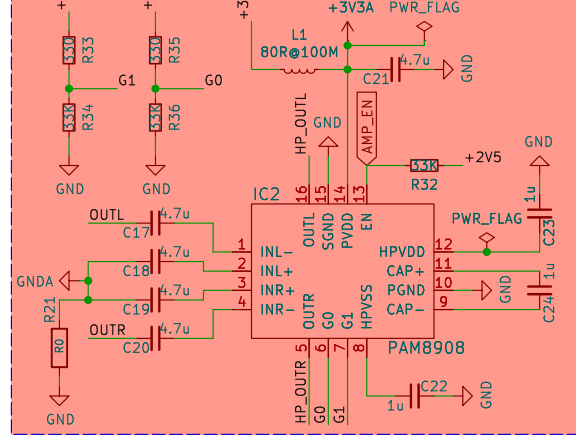 +
+
+3
+3V3A
PWR_FLAG
330
R33
330
R35
L1
80R@100M
4.7u
C21
GND
G1
G0
33K
R34
33K
R36
GND
GND
HP_OUTL
GND
AMP_EN
33K
R32
+2V5
GND
IC2
16
15
14
13
OUTL
SGND
PVDD
EN
1u
C23
PWR_FLAG
OUTL
4.7u
C17
1
INL-
HPVDD
12
4.7u
C18
2
INL+
CAP+
11
1u
C24
GNDA
3
INR+
PGND
10
GND
4.7u
C19
4
INR-
CAP-
9
R21
R0
OUTR
4.7u
C20
OUTR
G0
G1
HPVSS
5
6
7
8
PAM8908
HP_OUTR
G0
G1
1u
C22
GND
GND